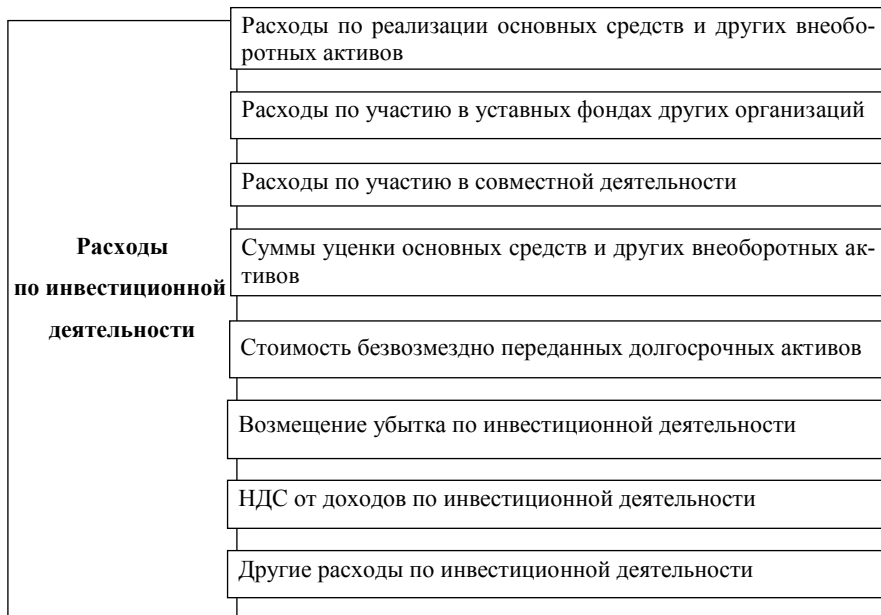 Расходы по реализации основных средств и других внеобо-
ротных активов
Расходы по участию в уставных фондах других организаций
Расходы по участию в совместной деятельности
Расходы
по инвестиционной
деятельности
Суммы уценки основных средств и других внеоборотных ак-
тивов
Стоимость безвозмездно переданных долгосрочных активов
Возмещение убытка по инвестиционной деятельности
НДС от доходов по инвестиционной деятельности
Другие расходы по инвестиционной деятельности